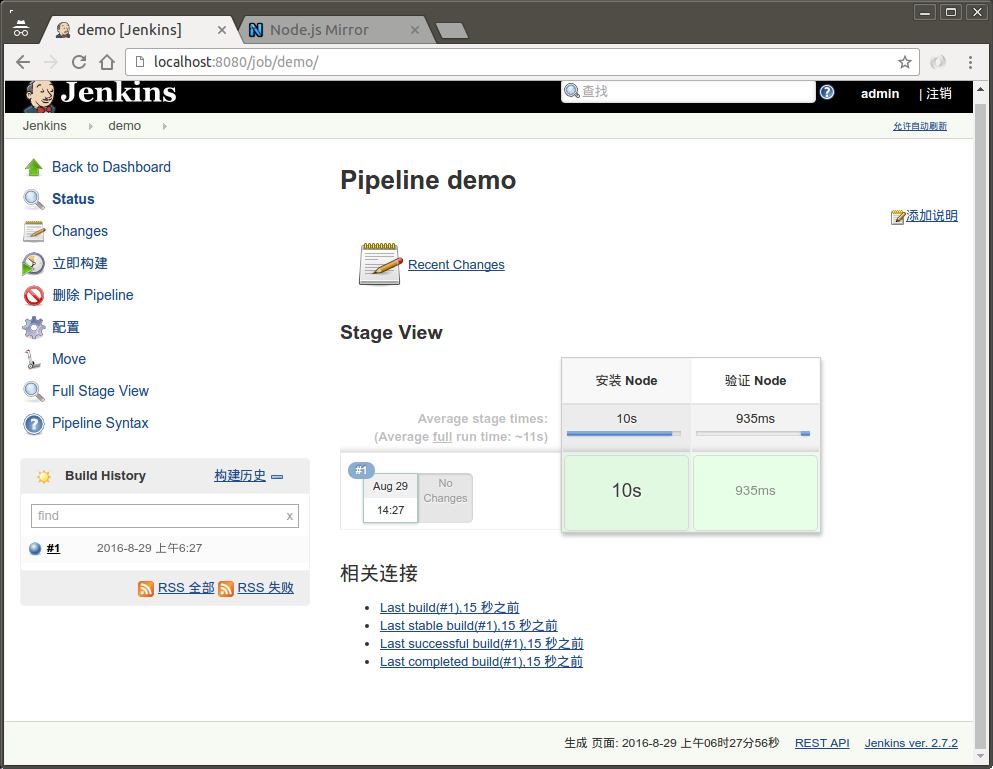 demo [Jenkins]
Node.js Mirror
localhost:8080/job/demo/
Jenkins
查找
admin
| 注销
Jenkins
demo
允许自动刷新
Back to Dashboard
Status
Changes
立即构建
删除 Pipeline
配置
Move
Full Stage View
Pipeline Syntax
Build History
构建历史
find
x
#1
2016-8-29 上午6:27
RSS 全部
RSS 失败
Pipeline demo
添加说明
Recent Changes
Stage View
安装 Node
验证 Node
Average stage times:
(Average full run time: ~11s)
10s
935ms
#1
Aug 29
14:27
No
Changes
10s
935ms
相关连接
Last build(#1),15 秒之前
Last stable build(#1),15 秒之前
Last successful build(#1),15 秒之前
Last completed build(#1),15 秒之前
生成 页面: 2016-8-29 上午06时27分56秒
REST API
Jenkins ver. 2.7.2